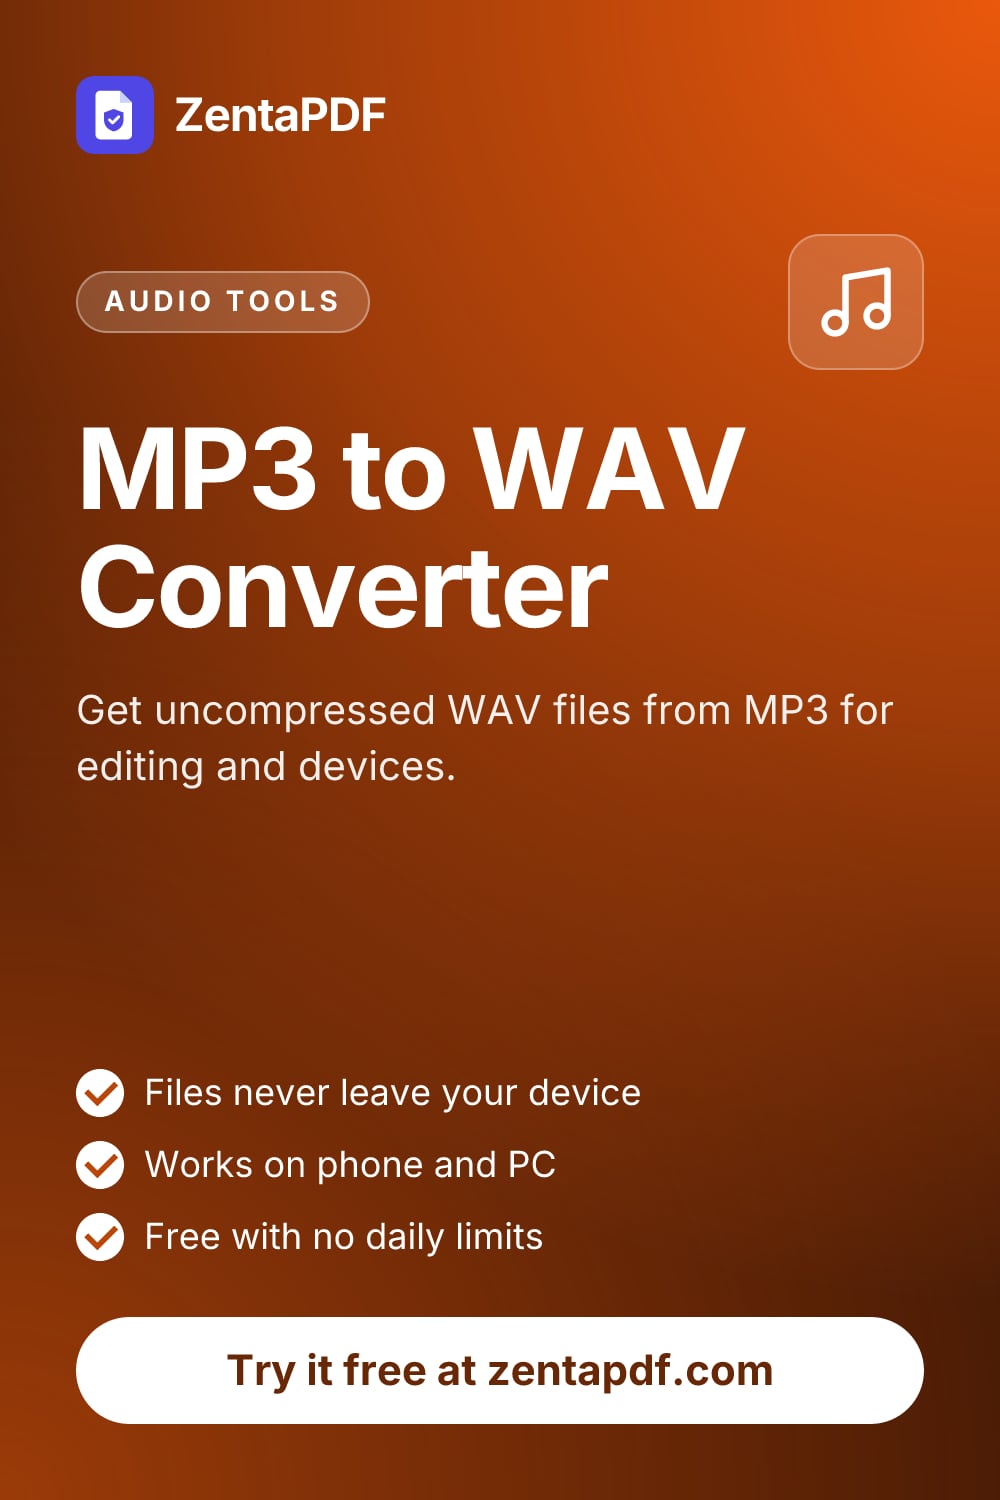 ZentaPDF
AUDIO TOOLS
MP3 to WAV
Converter
Get uncompressed WAV files from MP3 for
editing and devices.
Files never leave your device
Works on phone and PC
Free with no daily limits
Try it free at zentapdf.com